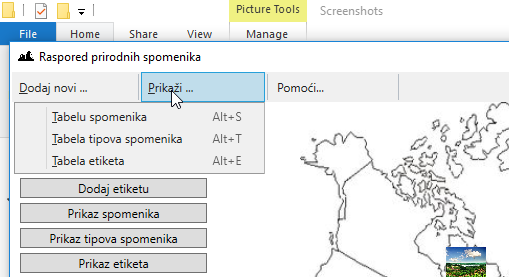 Picture Tools
Screenshots
File
Home
Share
View
Manage
Raspored prirodnih spomenika
Dodaj novi ...
Prikaži ...
Pomoći...
Tabelu spomenika Alt+S
Tabela tipova spomenika Alt+T
Tabela etiketa Alt+E
Dodaj etiketu
Prikaz spomenika
Prikaz tipova spomenika
Prikaz etiketa